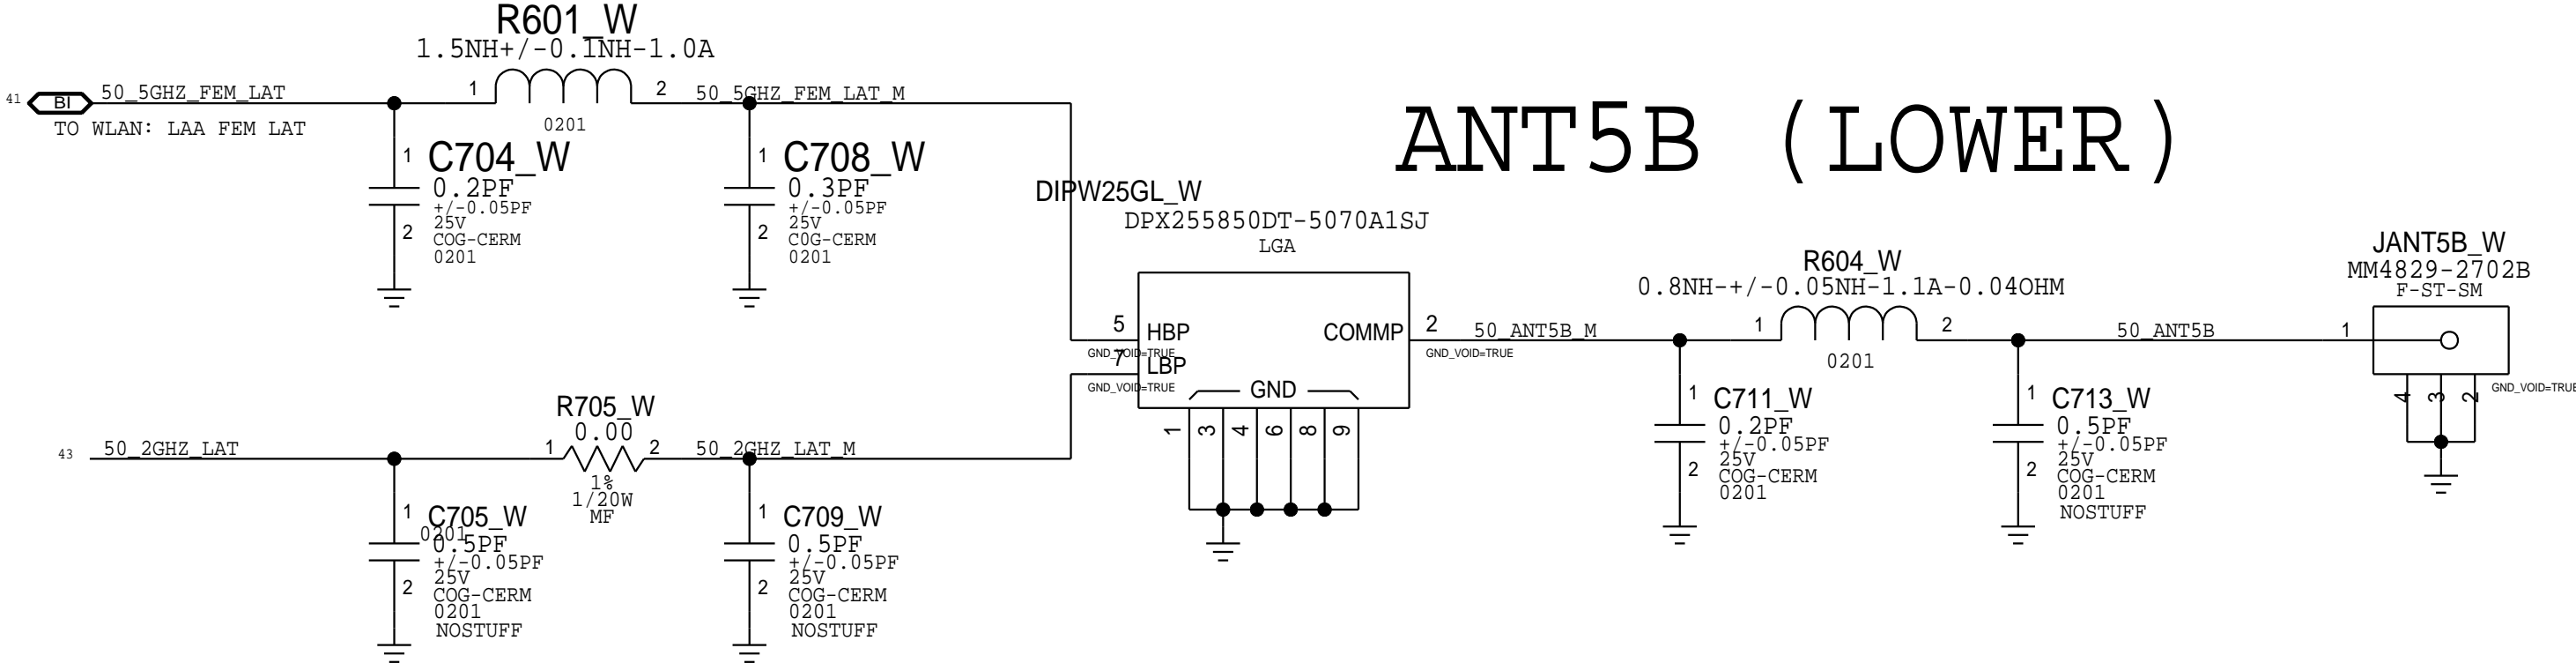 R601_W
1.5NH+/-0.1NH-1.0A
41 BI 50_5GHZ_FEM_LAT 1 2 50_5GHZ_FEM_LAT_M
0201
TO WLAN: LAA FEM LAT
ANT5B (LOWER)
1 C704_W
0.2PF
+/-0.05PF
25V
2 COG-CERM
0201
1 C708_W
0.3PF
+/-0.05PF
25V
2 C0G-CERM
0201
DIPW25GL_W
DPX255850DT-5070A1SJ
LGA
5 HBP
GND_VOID=TRUE
7 LBP
GND_VOID=TRUE
COMMP 2
GND_VOID=TRUE
GND
1 3 4 6 8 9
50_ANT5B_M
R604_W
0.8NH-+/-0.05NH-1.1A-0.04OHM
1 2
0201
50_ANT5B
JANT5B_W
MM4829-2702B
F-ST-SM
1
4 3 2
GND_VOID=TRUE
1 C711_W
0.2PF
+/-0.05PF
25V
2 COG-CERM
0201
1 C713_W
0.5PF
+/-0.05PF
25V
2 COG-CERM
0201
NOSTUFF
43 50_2GHZ_LAT
R705_W
0.00
1 2
1%
1/20W
MF
0201
50_2GHZ_LAT_M
1 C705_W
0.5PF
+/-0.05PF
25V
2 COG-CERM
0201
NOSTUFF
1 C709_W
0.5PF
+/-0.05PF
25V
2 COG-CERM
0201
NOSTUFF